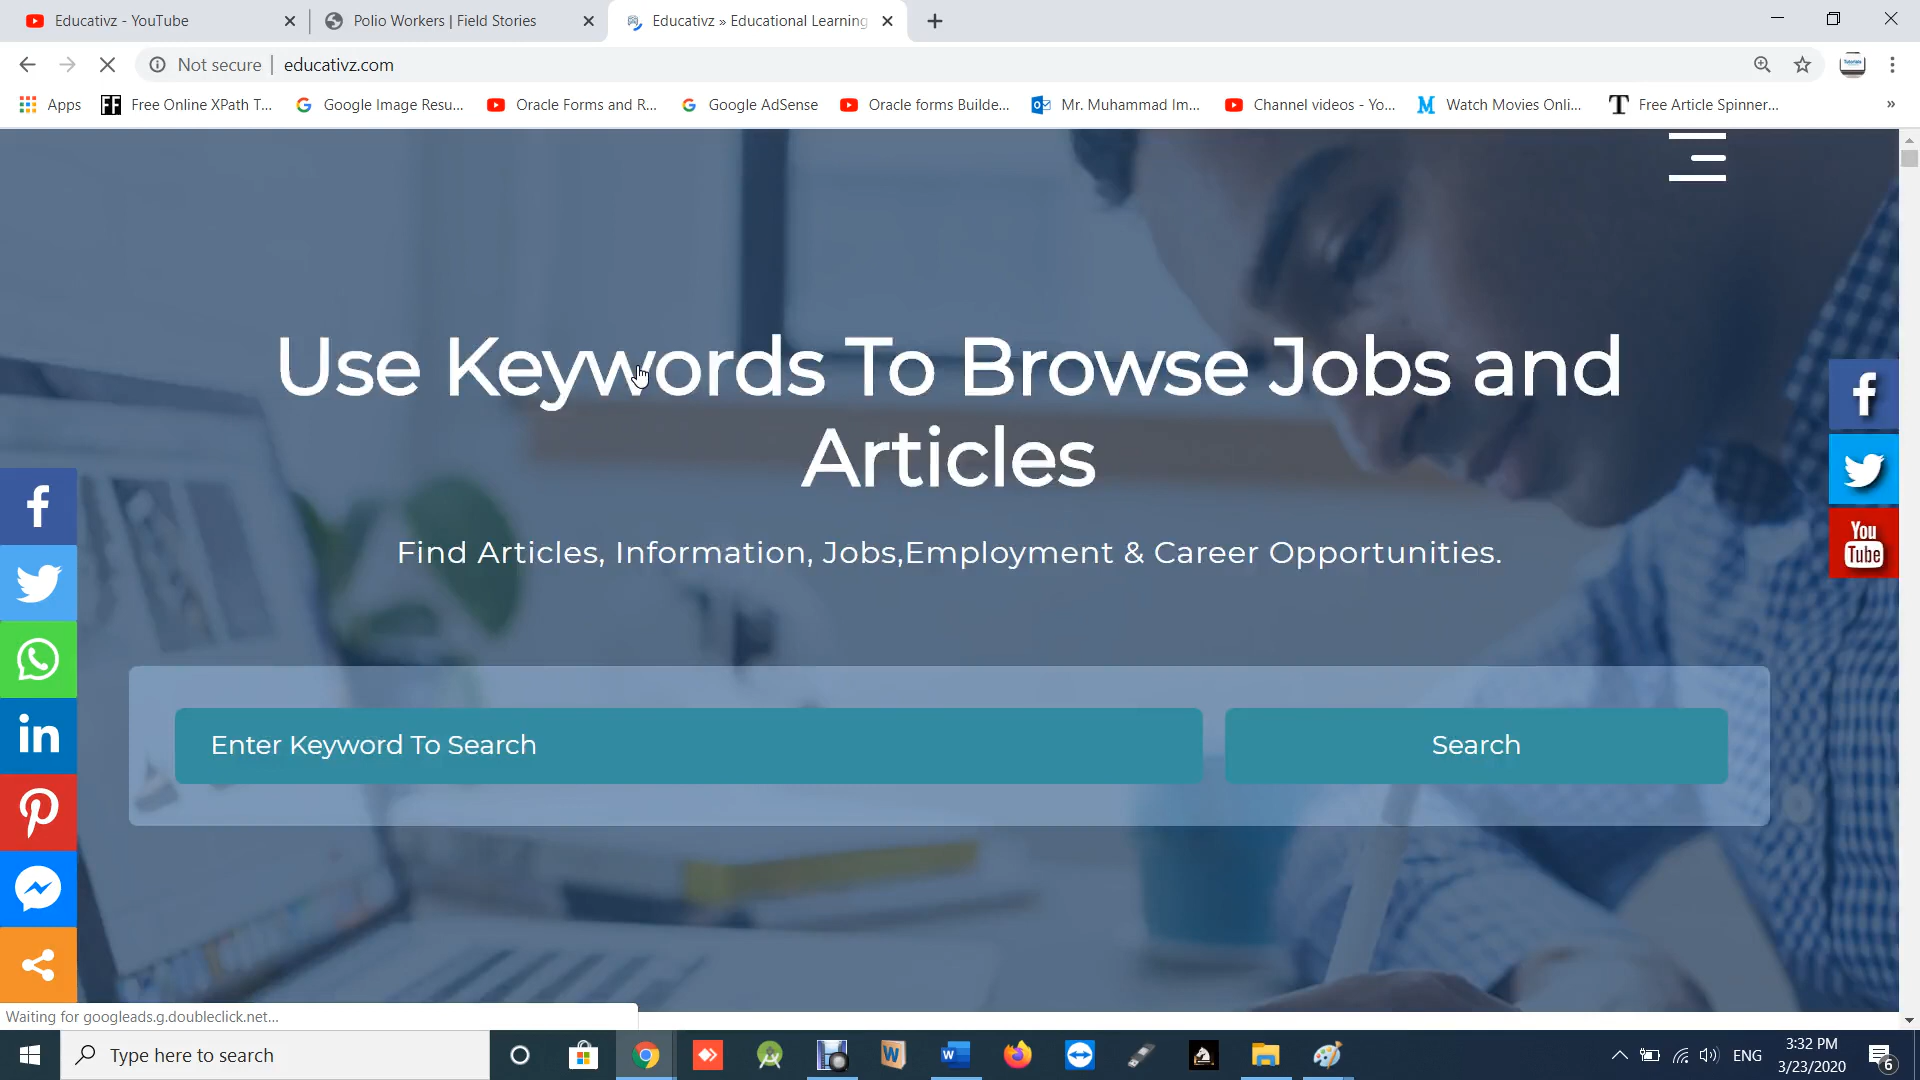 Educativz - YouTube
Polio Workers | Field Stories
Educativz » Educational Learning
Not secure
educativz.com
Apps
Free Online XPath T...
Google Image Resu...
Oracle Forms and R...
Google AdSense
Oracle forms Builde...
Mr. Muhammad Im...
Channel videos - Yo...
Watch Movies Onli...
Free Article Spinner...
»
Use Keywords To Browse Jobs and
Articles
Find Articles, Information, Jobs,Employment & Career Opportunities.
You
Tube
Enter Keyword To Search
Search
Waiting for googleads.g.doubleclick.net...
Type here to search
ENG
3:32 PM
3/23/2020
6